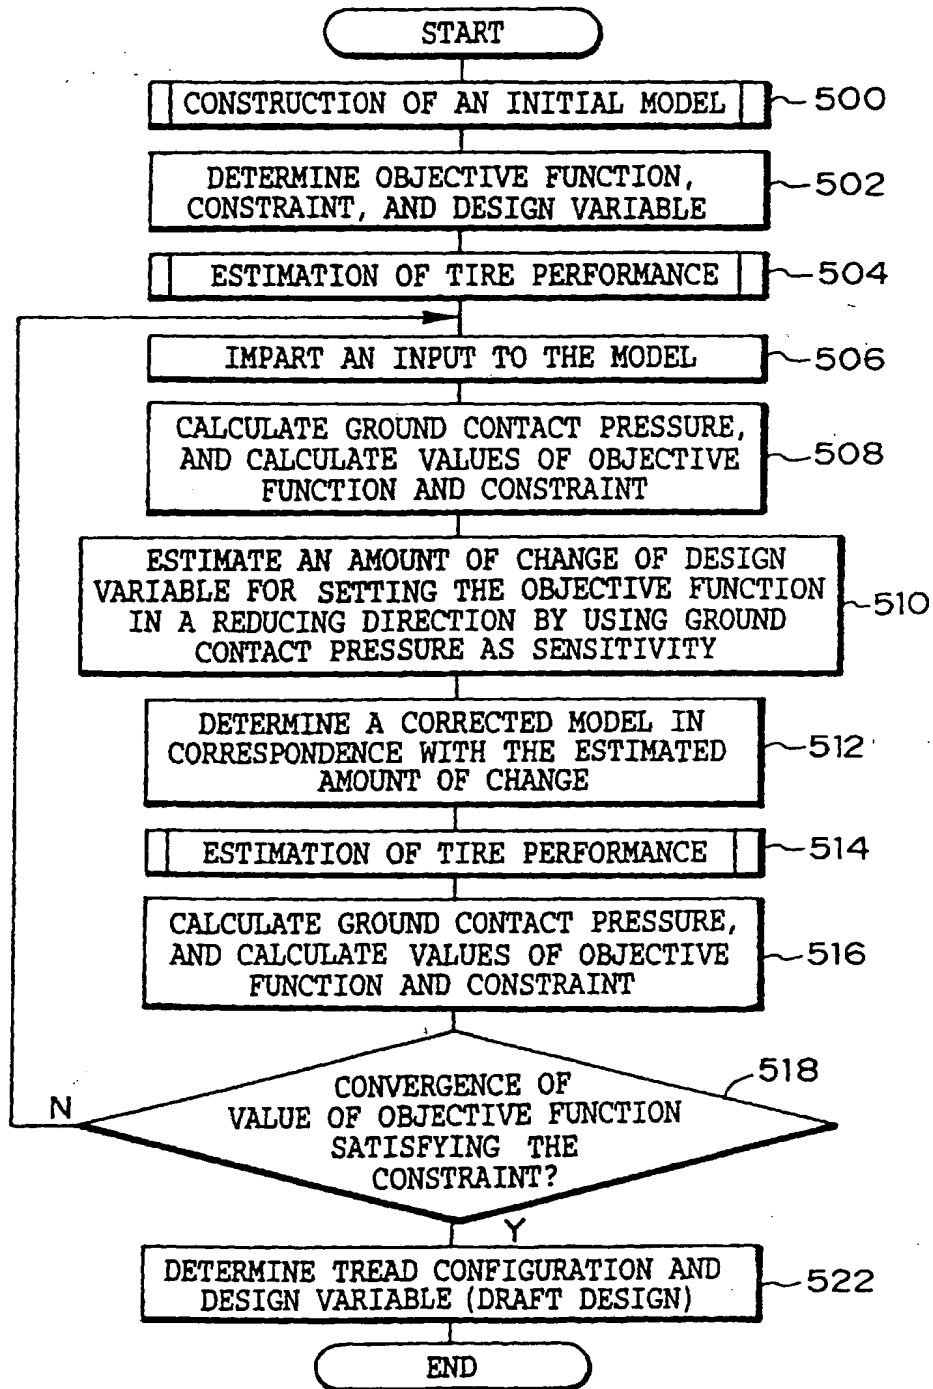 START
CONSTRUCTION OF AN INITIAL MODEL
500
DETERMINE OBJECTIVE FUNCTION,
CONSTRAINT, AND DESIGN VARIABLE
502
ESTIMATION OF TIRE PERFORMANCE
504
IMPART AN INPUT TO THE MODEL
506
CALCULATE GROUND CONTACT PRESSURE,
AND CALCULATE VALUES OF OBJECTIVE
FUNCTION AND CONSTRAINT
508
ESTIMATE AN AMOUNT OF CHANGE OF DESIGN
VARIABLE FOR SETTING THE OBJECTIVE FUNCTION
IN A REDUCING DIRECTION BY USING GROUND
CONTACT PRESSURE AS SENSITIVITY
510
DETERMINE A CORRECTED MODEL IN
CORRESPONDENCE WITH THE ESTIMATED
AMOUNT OF CHANGE
512
ESTIMATION OF TIRE PERFORMANCE
514
CALCULATE GROUND CONTACT PRESSURE,
AND CALCULATE VALUES OF OBJECTIVE
FUNCTION AND CONSTRAINT
516
CONVERGENCE OF
VALUE OF OBJECTIVE FUNCTION
SATISFYING THE
CONSTRAINT?
518
N
Y
DETERMINE TREAD CONFIGURATION AND
DESIGN VARIABLE (DRAFT DESIGN)
522
END